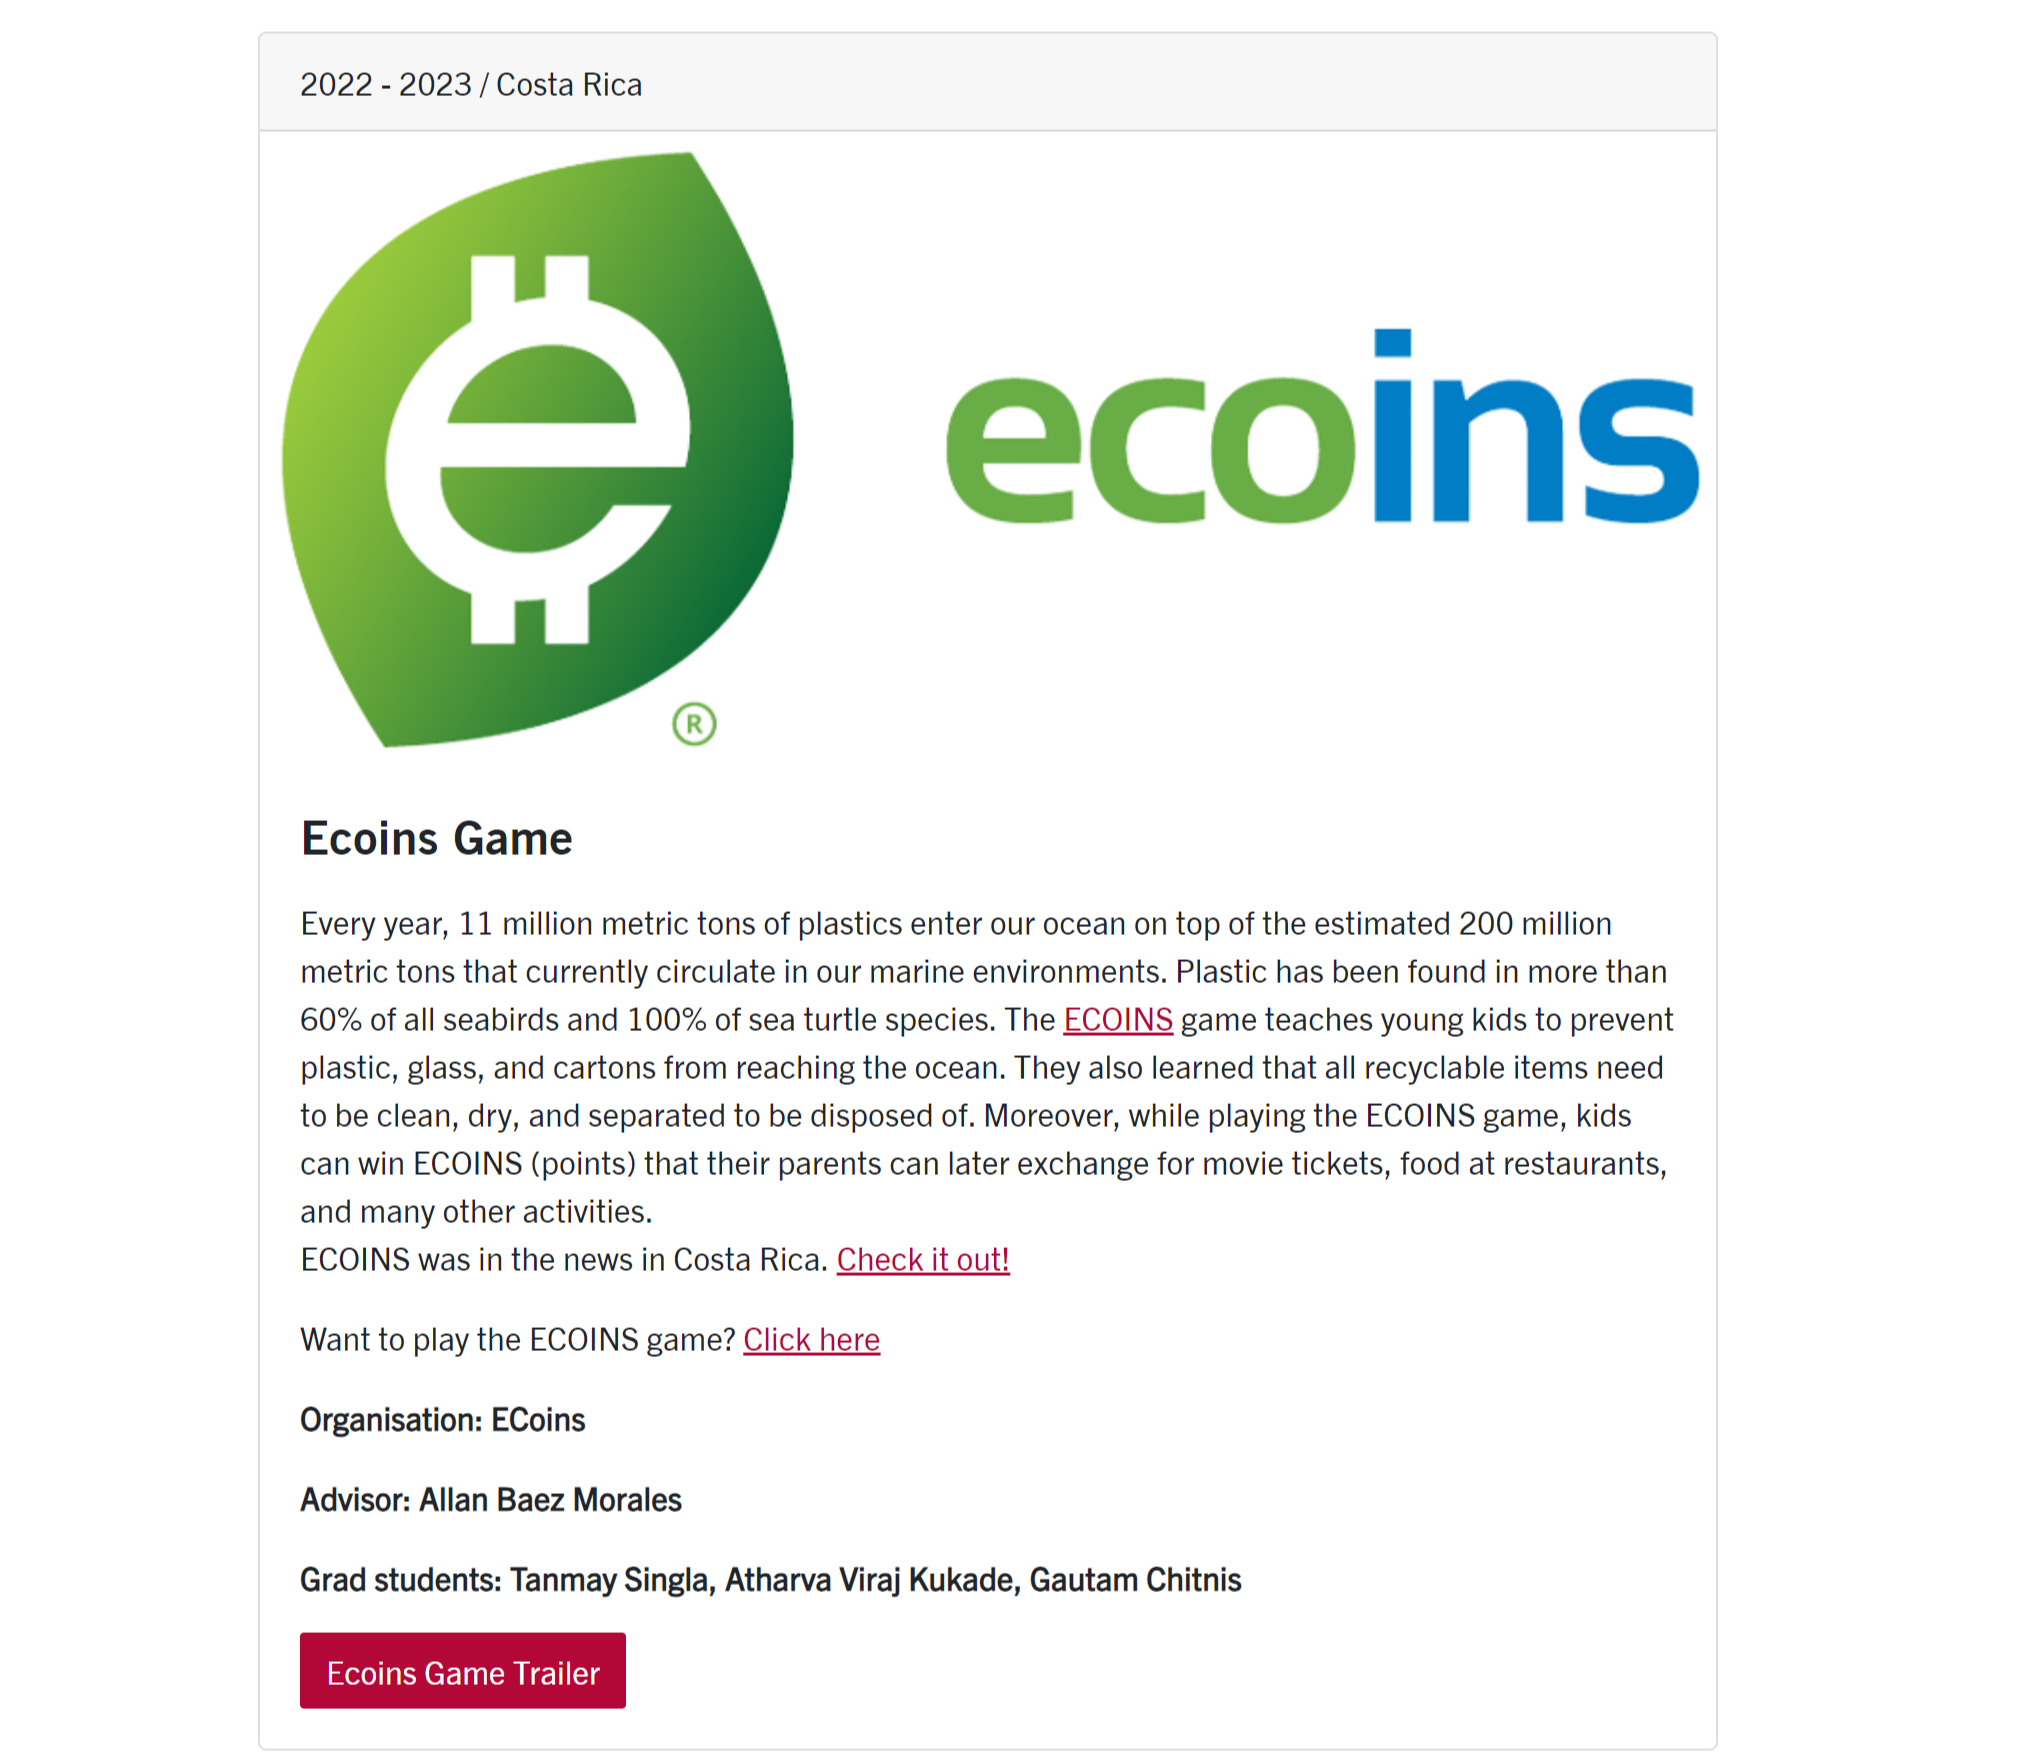 2022 - 2023 / Costa Rica
ecoins
®
Ecoins Game
Every year, 11 million metric tons of plastics enter our ocean on top of the estimated 200 million
metric tons that currently circulate in our marine environments. Plastic has been found in more than
60% of all seabirds and 100% of sea turtle species. The ECOINS game teaches young kids to prevent
plastic, glass, and cartons from reaching the ocean. They also learned that all recyclable items need
to be clean, dry, and separated to be disposed of. Moreover, while playing the ECOINS game, kids
can win ECOINS (points) that their parents can later exchange for movie tickets, food at restaurants,
and many other activities.
ECOINS was in the news in Costa Rica. Check it out!
Want to play the ECOINS game? Click here
Organisation: ECoins
Advisor: Allan Baez Morales
Grad students: Tanmay Singla, Atharva Viraj Kukade, Gautam Chitnis
Ecoins Game Trailer